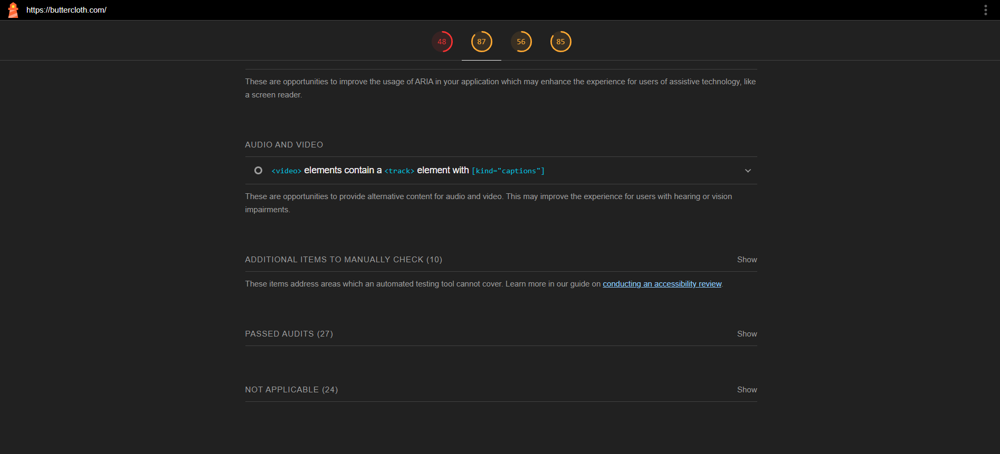 https://buttercloth.com/
48 87 56 85
These are opportunities to improve the usage of ARIA in your application which may enhance the experience for users of assistive technology, like
a screen reader.
AUDIO AND VIDEO
<video> elements contain a <track> element with [kind="captions"]
These are opportunities to provide alternative content for audio and video. This may improve the experience for users with hearing or vision
impairments.
ADDITIONAL ITEMS TO MANUALLY CHECK (10) Show
These items address areas which an automated testing tool cannot cover. Learn more in our guide on conducting an accessibility review.
PASSED AUDITS (27) Show
NOT APPLICABLE (24) Show